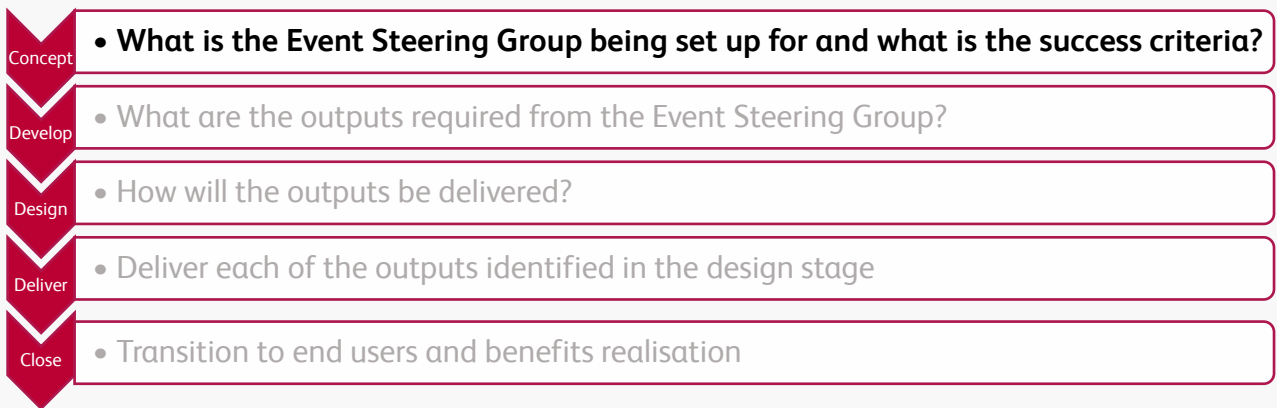 Concept
• What is the Event Steering Group being set up for and what is the success criteria?
Develop
• What are the outputs required from the Event Steering Group?
Design
• How will the outputs be delivered?
Deliver
• Deliver each of the outputs identified in the design stage
Close
• Transition to end users and benefits realisation